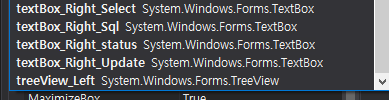 textBox_Right_Select System.Windows.Forms.TextBox
textBox_Right_Sql System.Windows.Forms.TextBox
textBox_Right_status System.Windows.Forms.TextBox
textBox_Right_Update System.Windows.Forms.TextBox
treeView_Left System.Windows.Forms.TreeView
MaximizeBox True